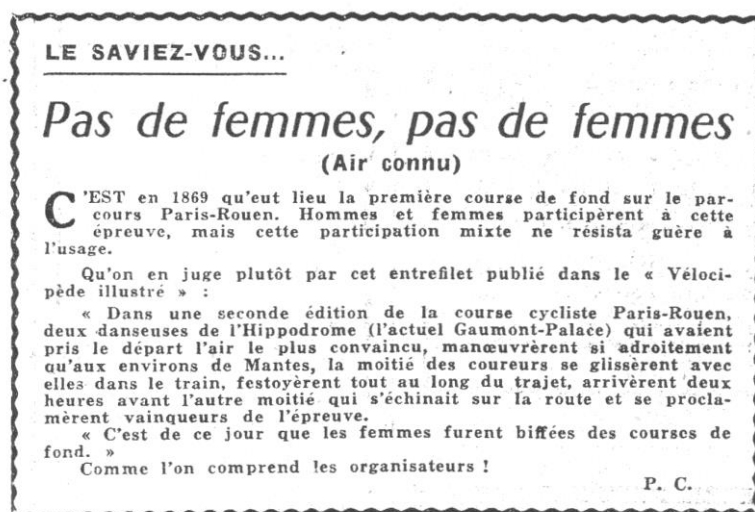 LE SAVIEZ-VOUS...
Pas de femmes, pas de femmes
(Air connu)
C'EST en 1869 qu'eut lieu la première course de fond sur le par-
cours Paris-Rouen. Hommes et femmes participèrent à cette
épreuve, mais cette participation mixte ne résista guère à
l'usage.
Qu'on en juge plutôt par cet entrefilet publié dans le « Véloci-
pède illustré » :
« Dans une seconde édition de la course cycliste Paris-Rouen,
deux danseuses de l'Hippodrome (l'actuel Gaumont-Palace) qui avaient
pris le départ l'air le plus convaincu, manœuvrèrent si adroitement
qu'aux environs de Mantes, la moitié des coureurs se glissèrent avec
elles dans le train, festoyèrent tout au long du trajet, arrivèrent deux
heures avant l'autre moitié qui s'échinait sur la route et se procla-
mèrent vainqueurs de l'épreuve.
« C'est de ce jour que les femmes furent biffées des courses de
fond. »
Comme l'on comprend les organisateurs !
P. C.